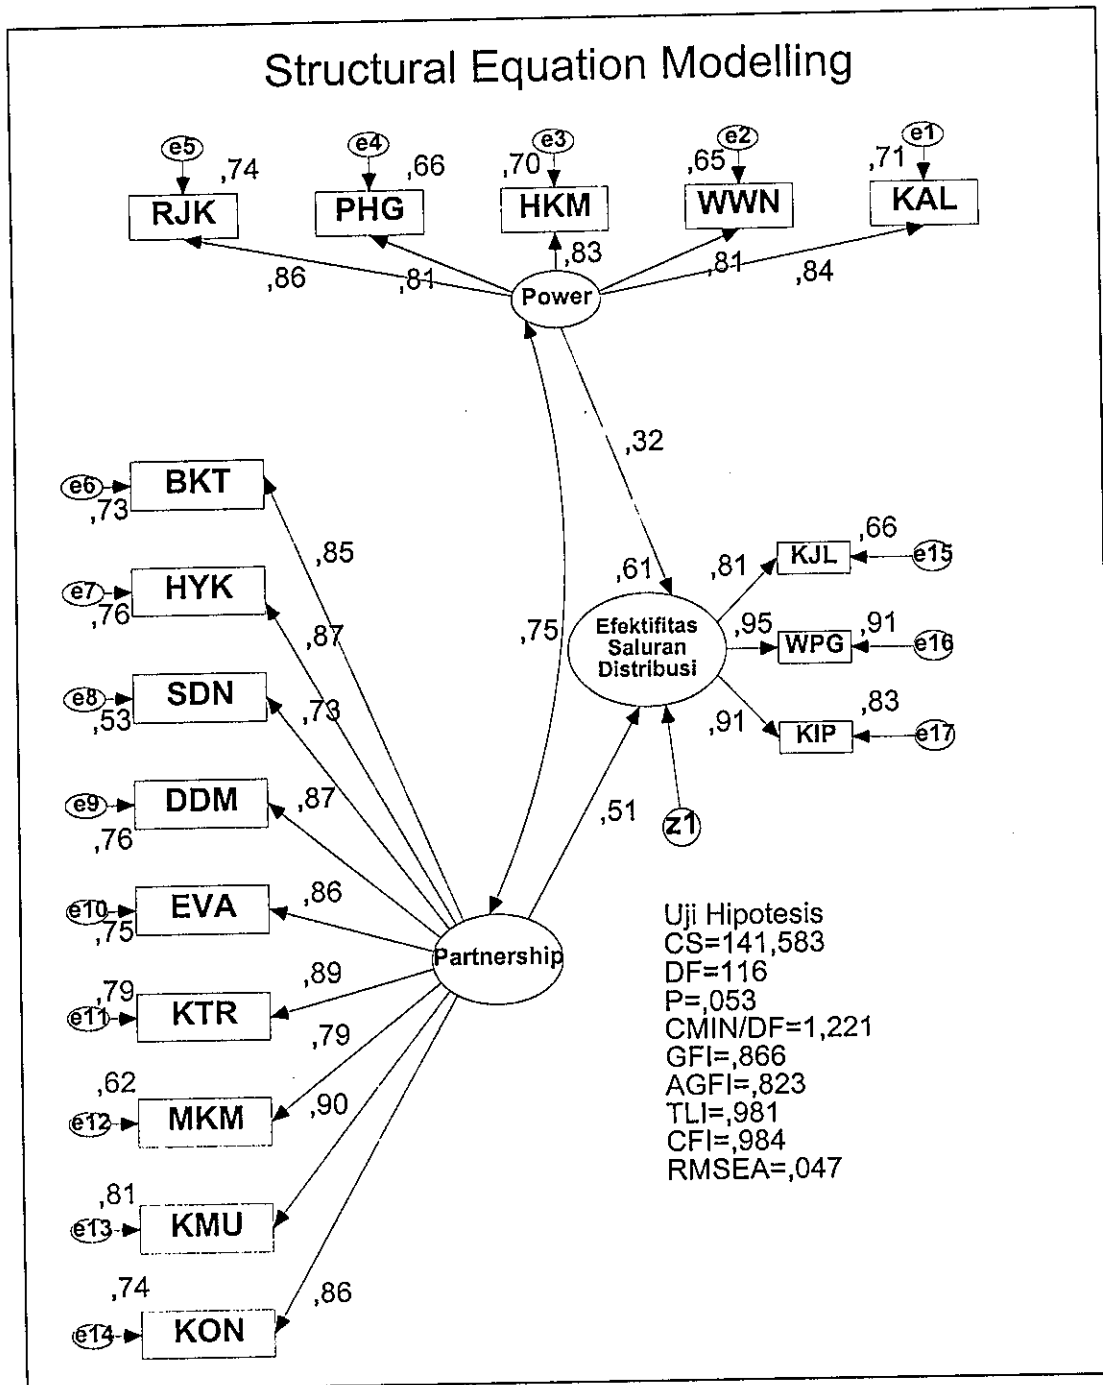 Structural Equation Modelling
e5 e4 e3 e2 e1
,74 ,66 ,70 ,65 ,71
RJK PHG HKM WWN KAL
,86 ,81 ,83 ,81 ,84
Power
,32
e6 BKT
,73
,85
e7 HYK
,76
,87
e8 SDN
,53
,73
e9 DDM
,76
,87
e10 EVA
,75
,86
e11 KTR
,79
,89
e12 MKM
,62
,79
e13 KMU
,81
,90
e14 KON
,74
,86
Partnership
,75
,51
,61
Efektifitas
Saluran
Distribusi
z1
,81 KJL ,66 e15
,95 WPG ,91 e16
,91 KIP ,83 e17
Uji Hipotesis
CS=141,583
DF=116
P=,053
CMIN/DF=1,221
GFI=,866
AGFI=,823
TLI=,981
CFI=,984
RMSEA=,047